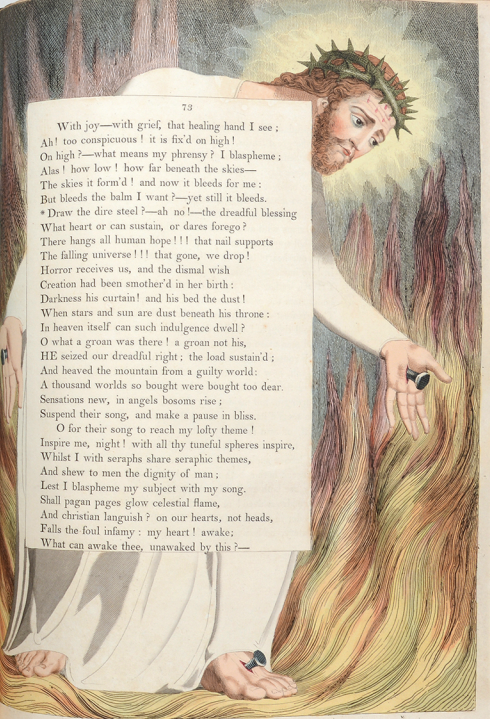 73
With joy—with grief, that healing hand I see ;
Ah! too conspicuous ! it is fix'd on high !
On high ?—what means my phrensy ? I blaspheme ;
Alas ! how low ! how far beneath the skies—
The skies it form'd ! and now it bleeds for me :
But bleeds the balm I want ?—yet still it bleeds.
* Draw the dire steel ?—ah no !—the dreadful blessing
What heart or can sustain, or dares forego ?
There hangs all human hope ! ! ! that nail supports
The falling universe ! ! ! that gone, we drop !
Horror receives us, and the dismal wish
Creation had been smother'd in her birth :
Darkness his curtain! and his bed the dust !
When stars and sun are dust beneath his throne :
In heaven itself can such indulgence dwell ?
O what a groan was there ! a groan not his,
HE seized our dreadful right ; the load sustain'd ;
And heaved the mountain from a guilty world:
A thousand worlds so bought were bought too dear.
Sensations new, in angels bosoms rise ;
Suspend their song, and make a pause in bliss.
O for their song to reach my lofty theme !
Inspire me, night ! with all thy tuneful spheres inspire,
Whilst I with seraphs share seraphic themes,
And shew to men the dignity of man ;
Lest I blaspheme my subject with my song.
Shall pagan pages glow celestial flame,
And christian languish ? on our hearts, not heads,
Falls the foul infamy : my heart ! awake;
What can awake thee, unawaked by this ?—